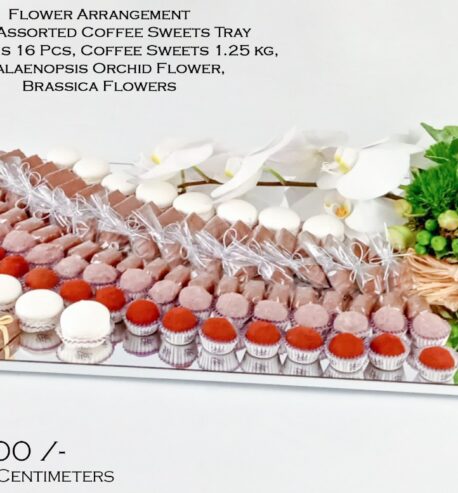 Flower Arrangement
Assorted Coffee Sweets Tray
s 16 Pcs, Coffee Sweets 1.25 kg,
alaenopsis Orchid Flower,
Brassica Flowers
00 /-
Centimeters